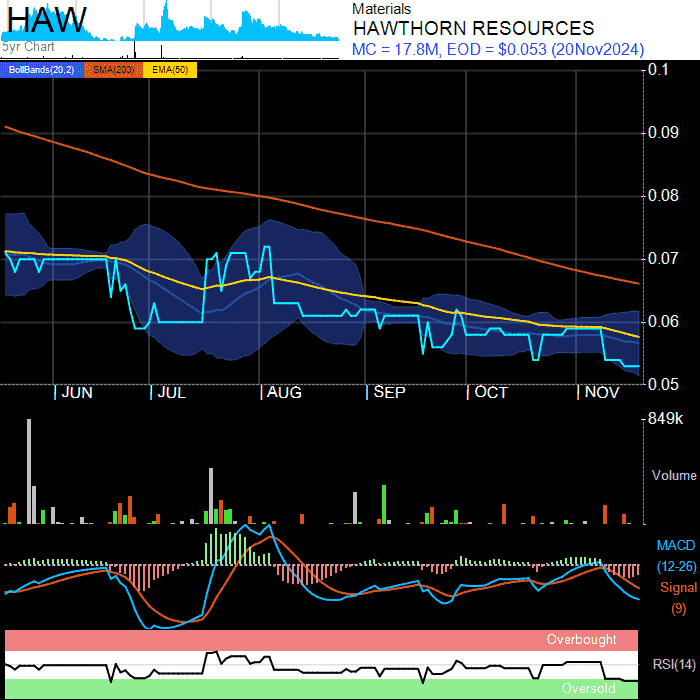 HAW
5yr Chart
Materials
HAWTHORN RESOURCES
MC = 17.8M, EOD = $0.053 (20Nov2024)
BollBands(20,2) SMA(200) EMA(50)
0.1
0.09
0.08
0.07
0.06
0.05
JUN JUL AUG SEP OCT NOV
849k
Volume
MACD
(12-26)
Signal
(9)
Overbought
RSI(14)
Oversold